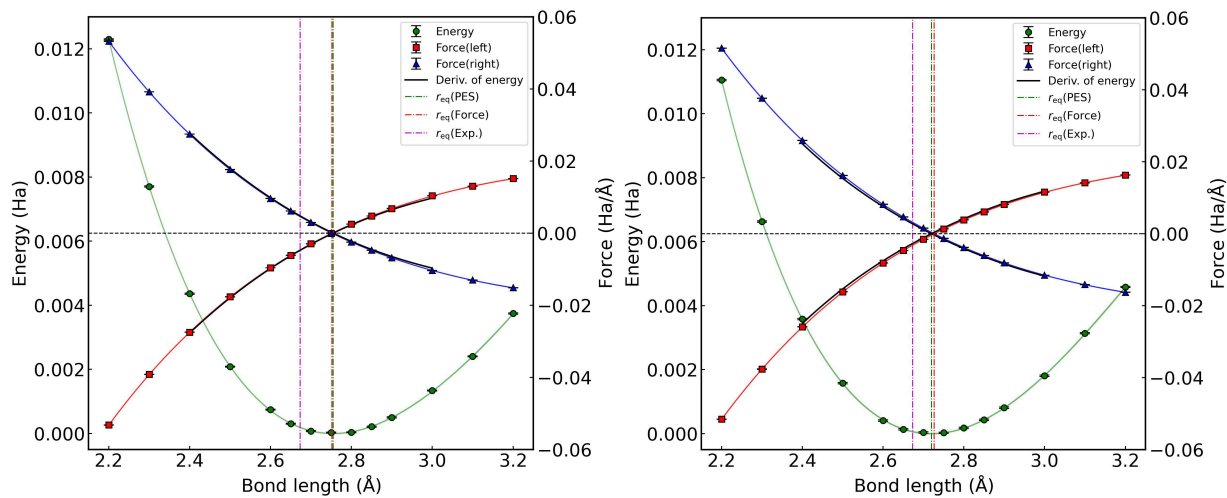 Energy
Force(left)
Force(right)
Deriv. of energy
r_eq(PES)
r_eq(Force)
r_eq(Exp.)
0.012
0.010
0.008
0.006
0.004
0.002
0.000
Energy (Ha)
0.06
0.04
0.02
0.00
−0.02
−0.04
−0.06
Force (Ha/Å)
2.2 2.4 2.6 2.8 3.0 3.2
Bond length (Å)
Energy
Force(left)
Force(right)
Deriv. of energy
r_eq(PES)
r_eq(Force)
r_eq(Exp.)
0.012
0.010
0.008
0.006
0.004
0.002
0.000
Energy (Ha)
0.06
0.04
0.02
0.00
−0.02
−0.04
−0.06
Force (Ha/Å)
2.2 2.4 2.6 2.8 3.0 3.2
Bond length (Å)